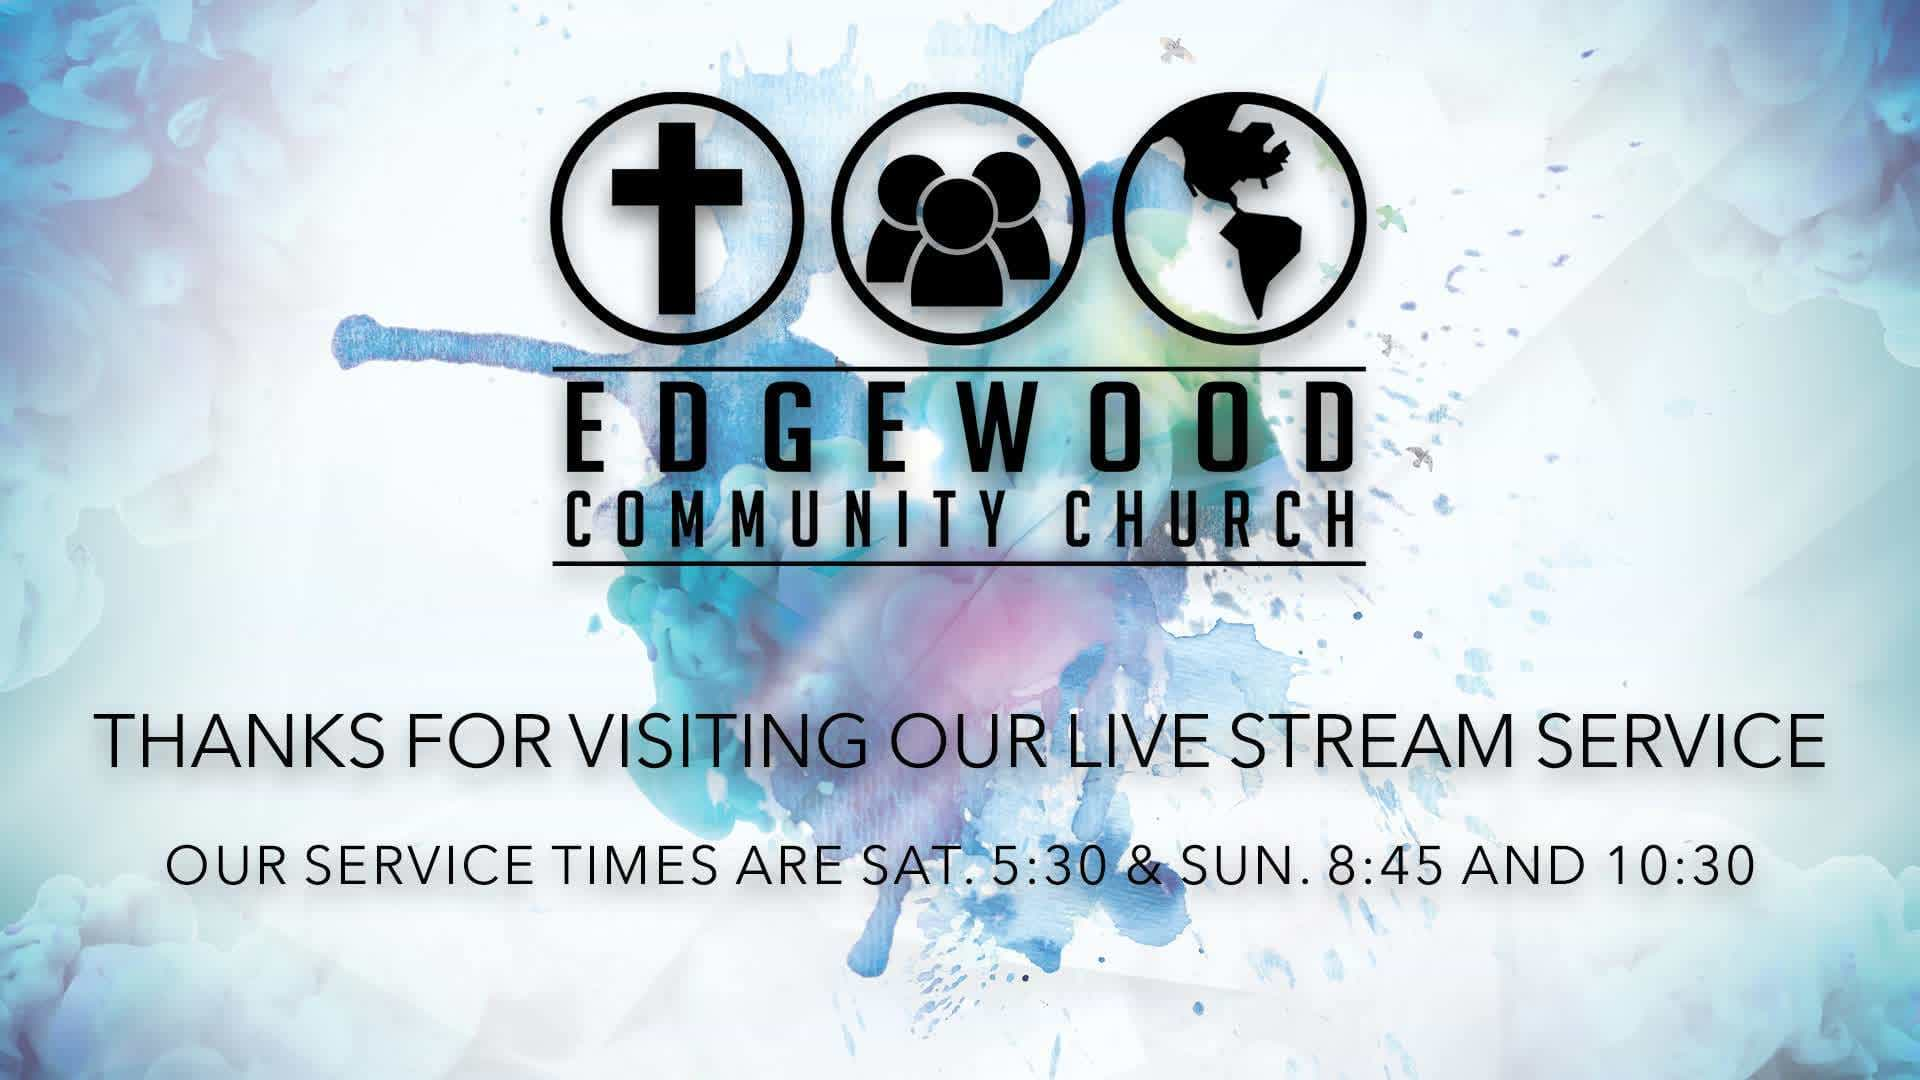 EDGEWOOD
COMMUNITY CHURCH
THANKS FOR VISITING OUR LIVE STREAM SERVICE
OUR SERVICE TIMES ARE SAT. 5:30 & SUN. 8:45 AND 10:30